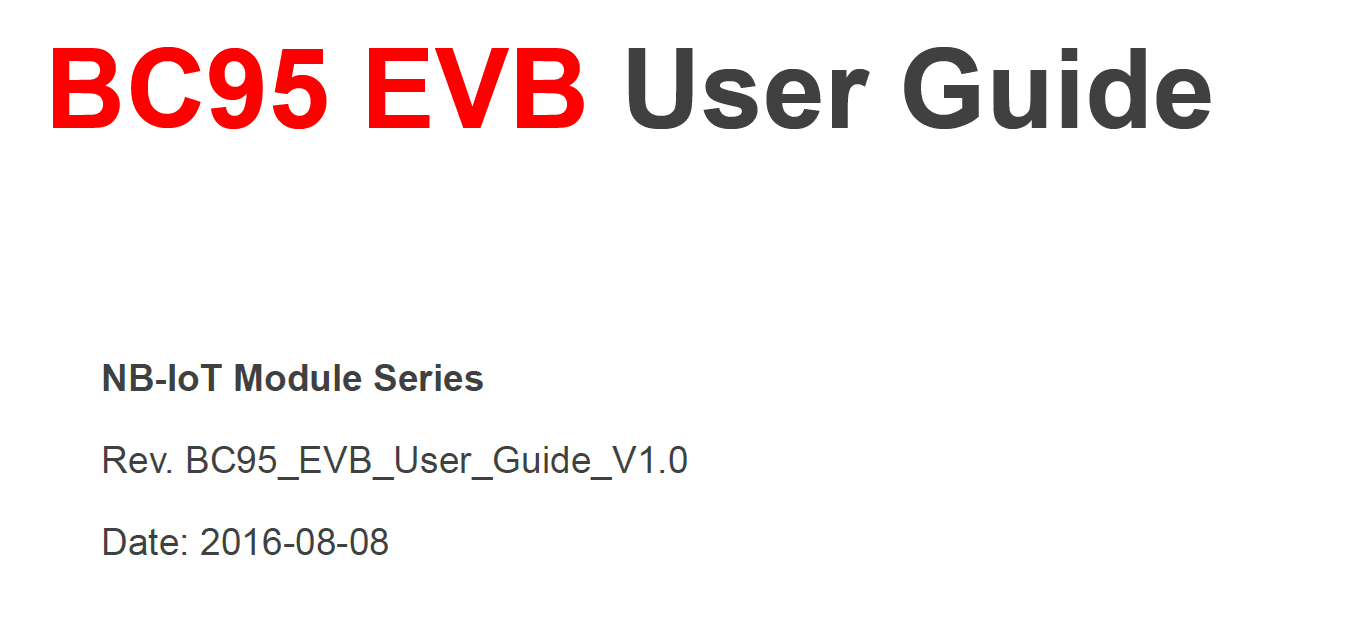 BC95 EVB User Guide
NB-IoT Module Series
Rev. BC95_EVB_User_Guide_V1.0
Date: 2016-08-08